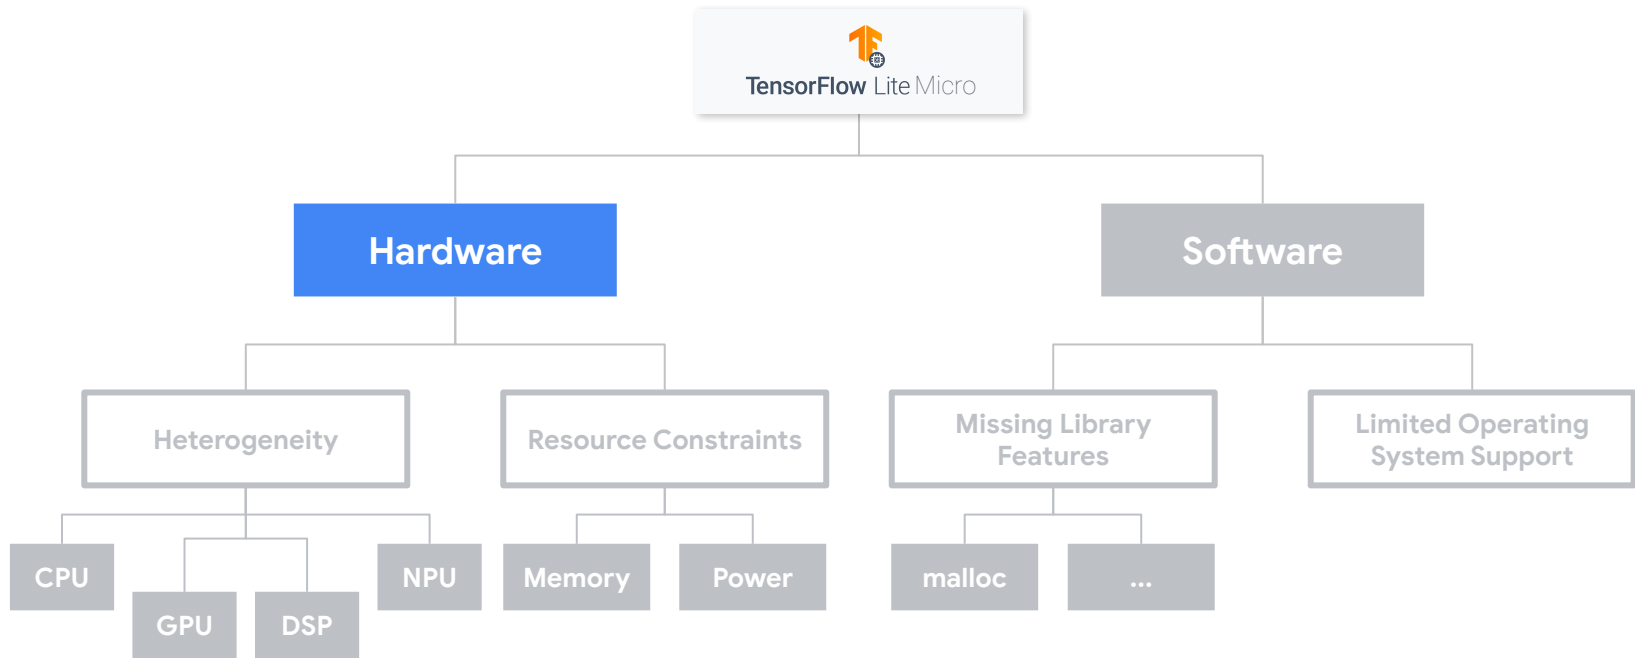 TensorFlow Lite Micro
Hardware
Software
Heterogeneity
Resource Constraints
Missing Library
Features
Limited Operating
System Support
CPU
GPU
DSP
NPU
Memory
Power
malloc
...